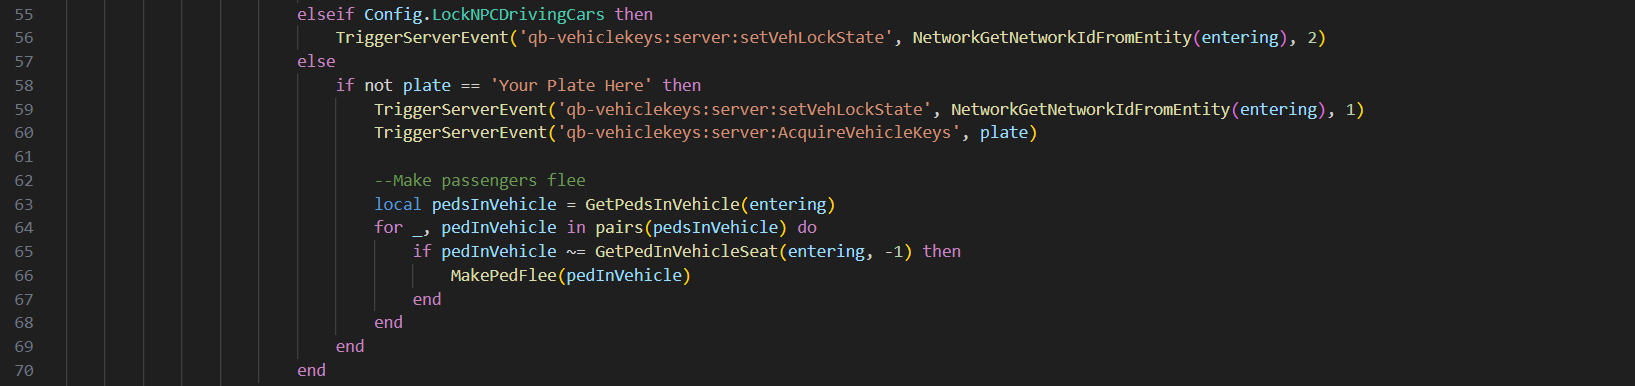 55 elseif Config.LockNPCDrivingCars then
56 TriggerServerEvent('qb-vehiclekeys:server:setVehLockState', NetworkGetNetworkIdFromEntity(entering), 2)
57 else
58 if not plate == 'Your Plate Here' then
59 TriggerServerEvent('qb-vehiclekeys:server:setVehLockState', NetworkGetNetworkIdFromEntity(entering), 1)
60 TriggerServerEvent('qb-vehiclekeys:server:AcquireVehicleKeys', plate)
61
62 --Make passengers flee
63 local pedsInVehicle = GetPedsInVehicle(entering)
64 for _, pedInVehicle in pairs(pedsInVehicle) do
65 if pedInVehicle ~= GetPedInVehicleSeat(entering, -1) then
66 MakePedFlee(pedInVehicle)
67 end
68 end
69 end
70 end